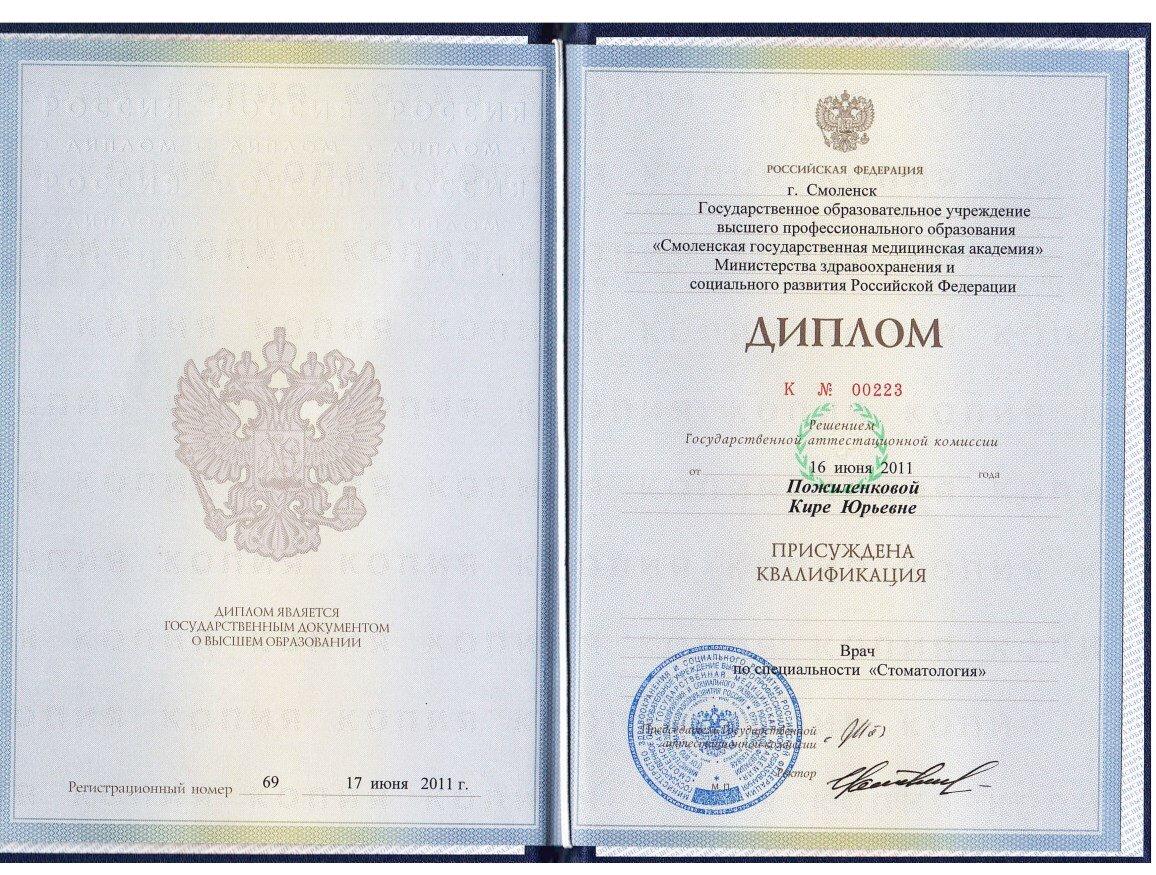 ДИПЛОМ ЯВЛЯЕТСЯ
ГОСУДАРСТВЕННЫМ ДОКУМЕНТОМ
О ВЫСШЕМ ОБРАЗОВАНИИ
Регистрационный номер 69 17 июня 2011 г.
РОССИЙСКАЯ ФЕДЕРАЦИЯ
г. Смоленск
Государственное образовательное учреждение
высшего профессионального образования
«Смоленская государственная медицинская академия»
Министерства здравоохранения и
социального развития Российской Федерации
ДИПЛОМ
К № 00223
Решением
Государственной аттестационной комиссии
от 16 июня 2011 года
Пожиленковой
Кире Юрьевне
ПРИСУЖДЕНА
КВАЛИФИКАЦИЯ
Врач
по специальности «Стоматология»
Председатель Государственной
аттестационной комиссии
Ректор
М.П.